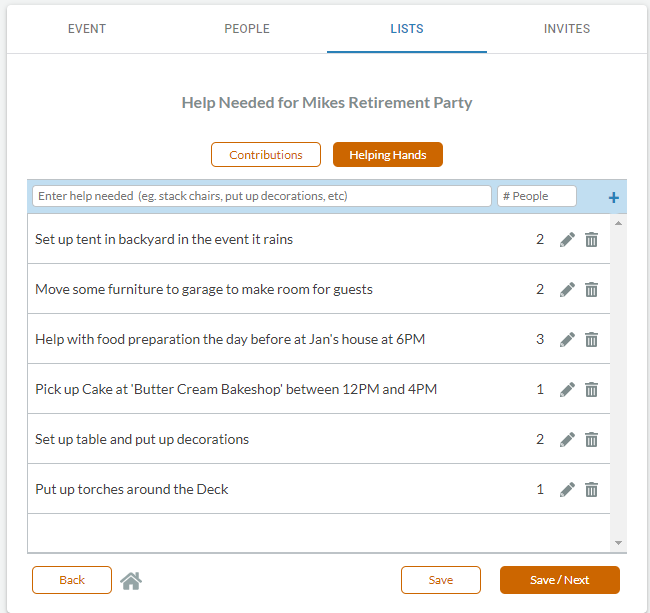 EVENT PEOPLE LISTS INVITES
Help Needed for Mikes Retirement Party
Contributions Helping Hands
Enter help needed (eg. stack chairs, put up decorations, etc) # People +
Set up tent in backyard in the event it rains 2
Move some furniture to garage to make room for guests 2
Help with food preparation the day before at Jan's house at 6PM 3
Pick up Cake at 'Butter Cream Bakeshop' between 12PM and 4PM 1
Set up table and put up decorations 2
Put up torches around the Deck 1
Back Save Save / Next